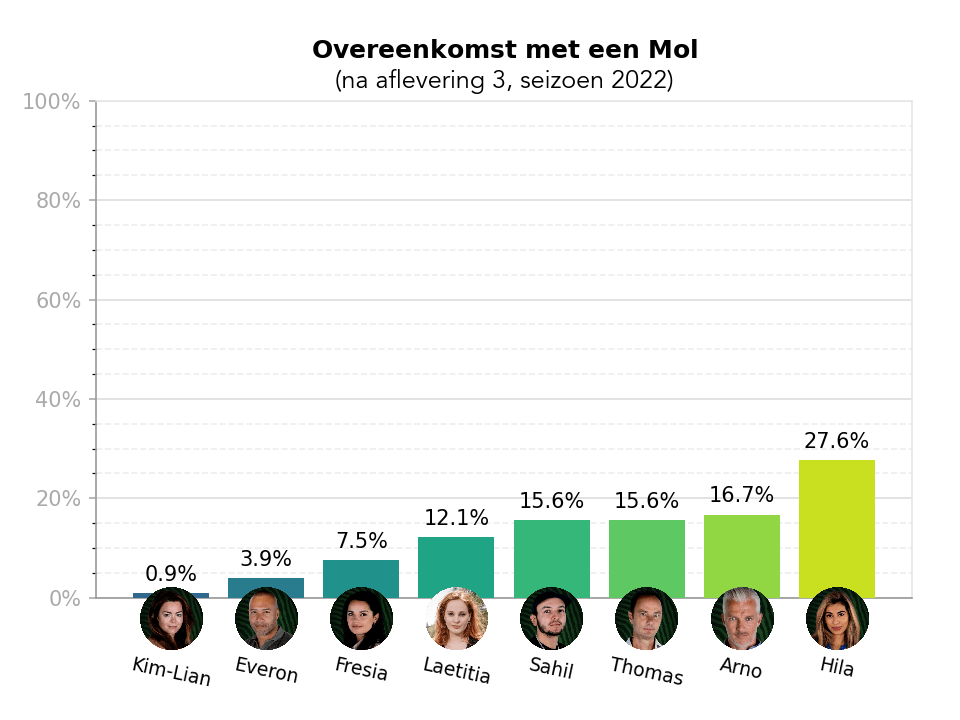 Overeenkomst met een Mol
(na aflevering 3, seizoen 2022)
100%
80%
60%
40%
20%
0%
0.9%
3.9%
7.5%
12.1%
15.6%
15.6%
16.7%
27.6%
Kim-Lian
Everon
Fresia
Laetitia
Sahil
Thomas
Arno
Hila